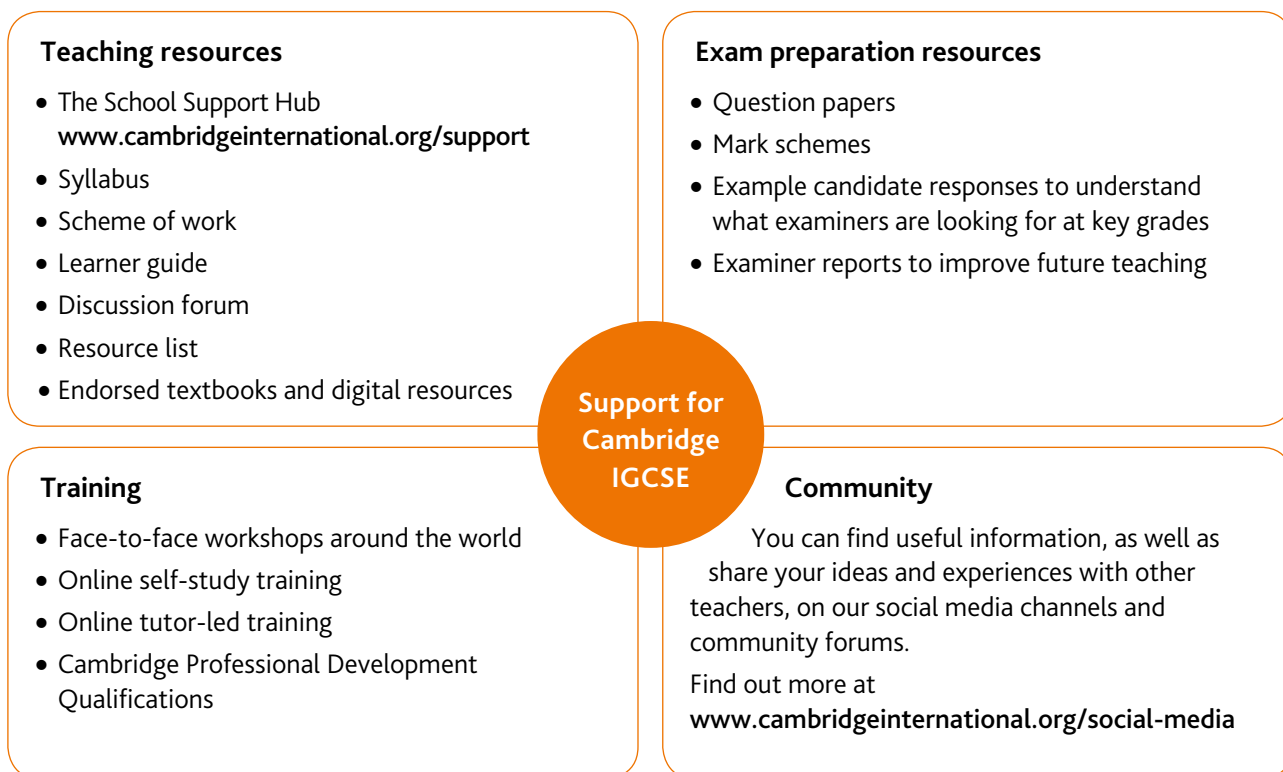 Teaching resources
• The School Support Hub
www.cambridgeinternational.org/support
• Syllabus
• Scheme of work
• Learner guide
• Discussion forum
• Resource list
• Endorsed textbooks and digital resources
Exam preparation resources
• Question papers
• Mark schemes
• Example candidate responses to understand
what examiners are looking for at key grades
• Examiner reports to improve future teaching
Support for
Cambridge
IGCSE
Training
• Face-to-face workshops around the world
• Online self-study training
• Online tutor-led training
• Cambridge Professional Development
Qualifications
Community
You can find useful information, as well as
share your ideas and experiences with other
teachers, on our social media channels and
community forums.
Find out more at
www.cambridgeinternational.org/social-media